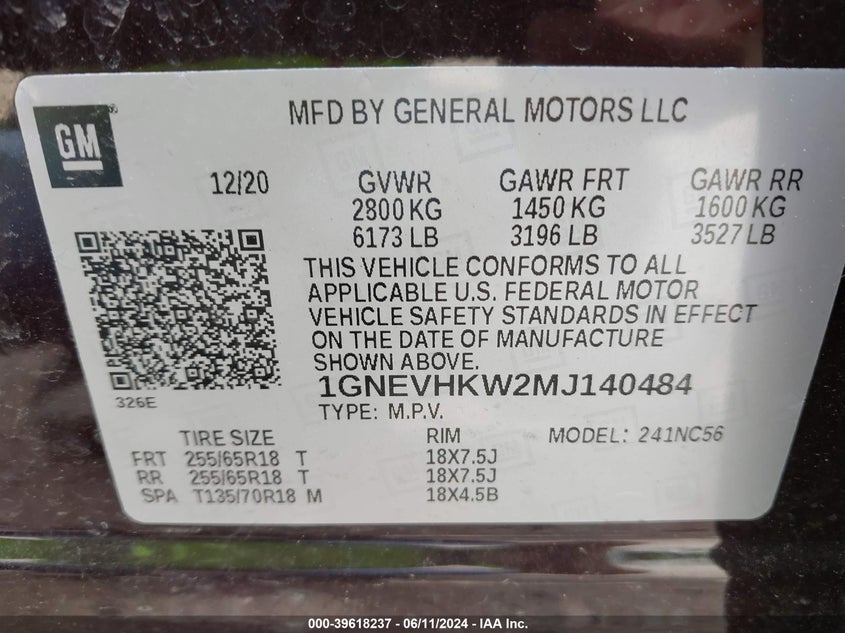 GM
MFD BY GENERAL MOTORS LLC
12/20 GVWR GAWR FRT GAWR RR
2800 KG 1450 KG 1600 KG
6173 LB 3196 LB 3527 LB
THIS VEHICLE CONFORMS TO ALL
APPLICABLE U.S. FEDERAL MOTOR
VEHICLE SAFETY STANDARDS IN EFFECT
ON THE DATE OF MANUFACTURE
SHOWN ABOVE.
1GNEVHKW2MJ140484
326E
TYPE: M.P.V.
TIRE SIZE RIM MODEL: 241NC56
FRT 255/65R18 T 18X7.5J
RR 255/65R18 T 18X7.5J
SPA T135/70R18 M 18X4.5B
000-39618237 - 06/11/2024 - IAA Inc.